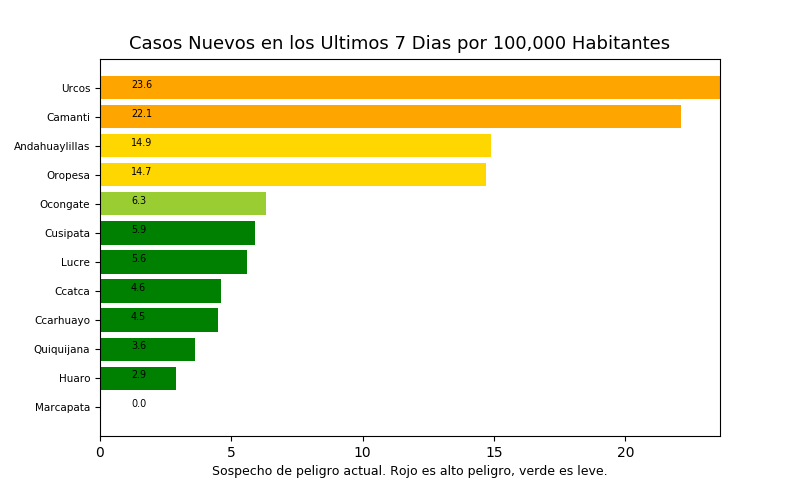 Casos Nuevos en los Ultimos 7 Dias por 100,000 Habitantes
Urcos 23.6
Camanti 22.1
Andahuaylillas 14.9
Oropesa 14.7
Ocongate 6.3
Cusipata 5.9
Lucre 5.6
Ccatca 4.6
Ccarhuayo 4.5
Quiquijana 3.6
Huaro 2.9
Marcapata 0.0
0 5 10 15 20
Sospecho de peligro actual. Rojo es alto peligro, verde es leve.